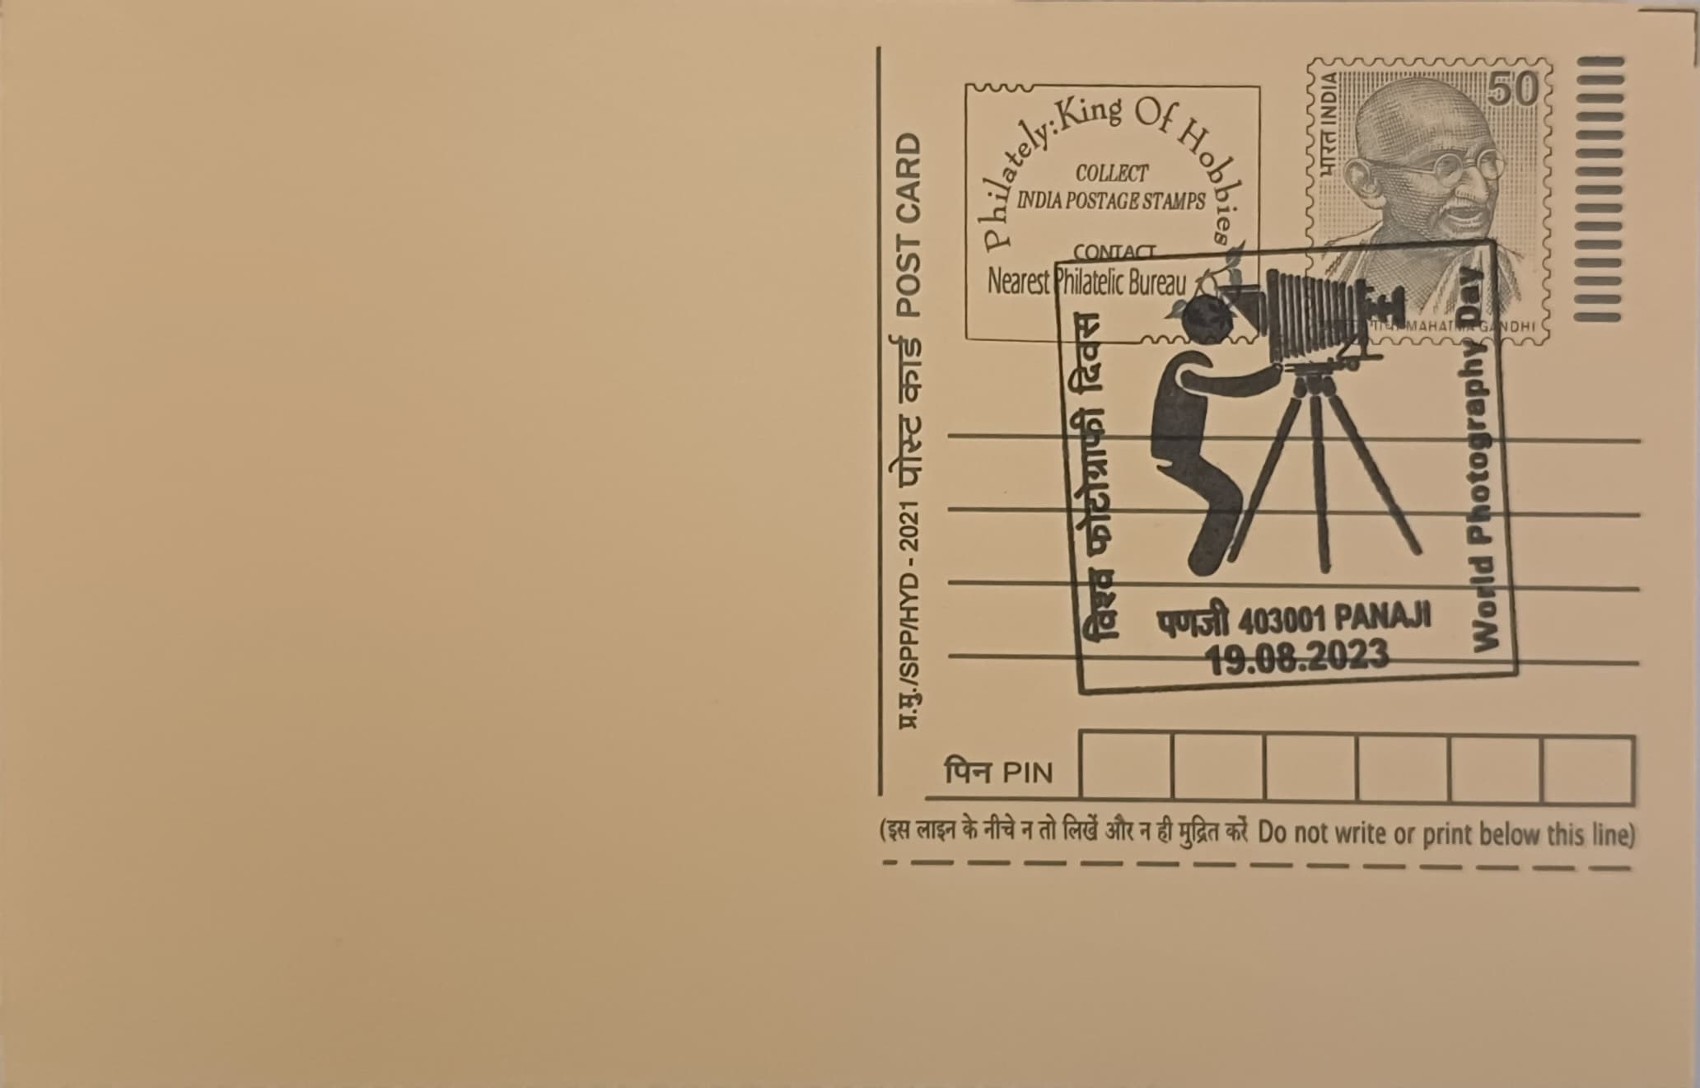 प्र.मु./SPP/HYD - 2021 पोस्ट कार्ड POST CARD
Philately:King Of Hobbies
COLLECT
INDIA POSTAGE STAMPS
CONTACT
Nearest Philatelic Bureau
भारत INDIA
50
MAHATMA GANDHI
विश्व फोटोग्राफी दिवस
World Photography Day
पणजी 403001 PANAJI
19.08.2023
पिन PIN
(इस लाइन के नीचे न तो लिखें और न ही मुद्रित करें Do not write or print below this line)